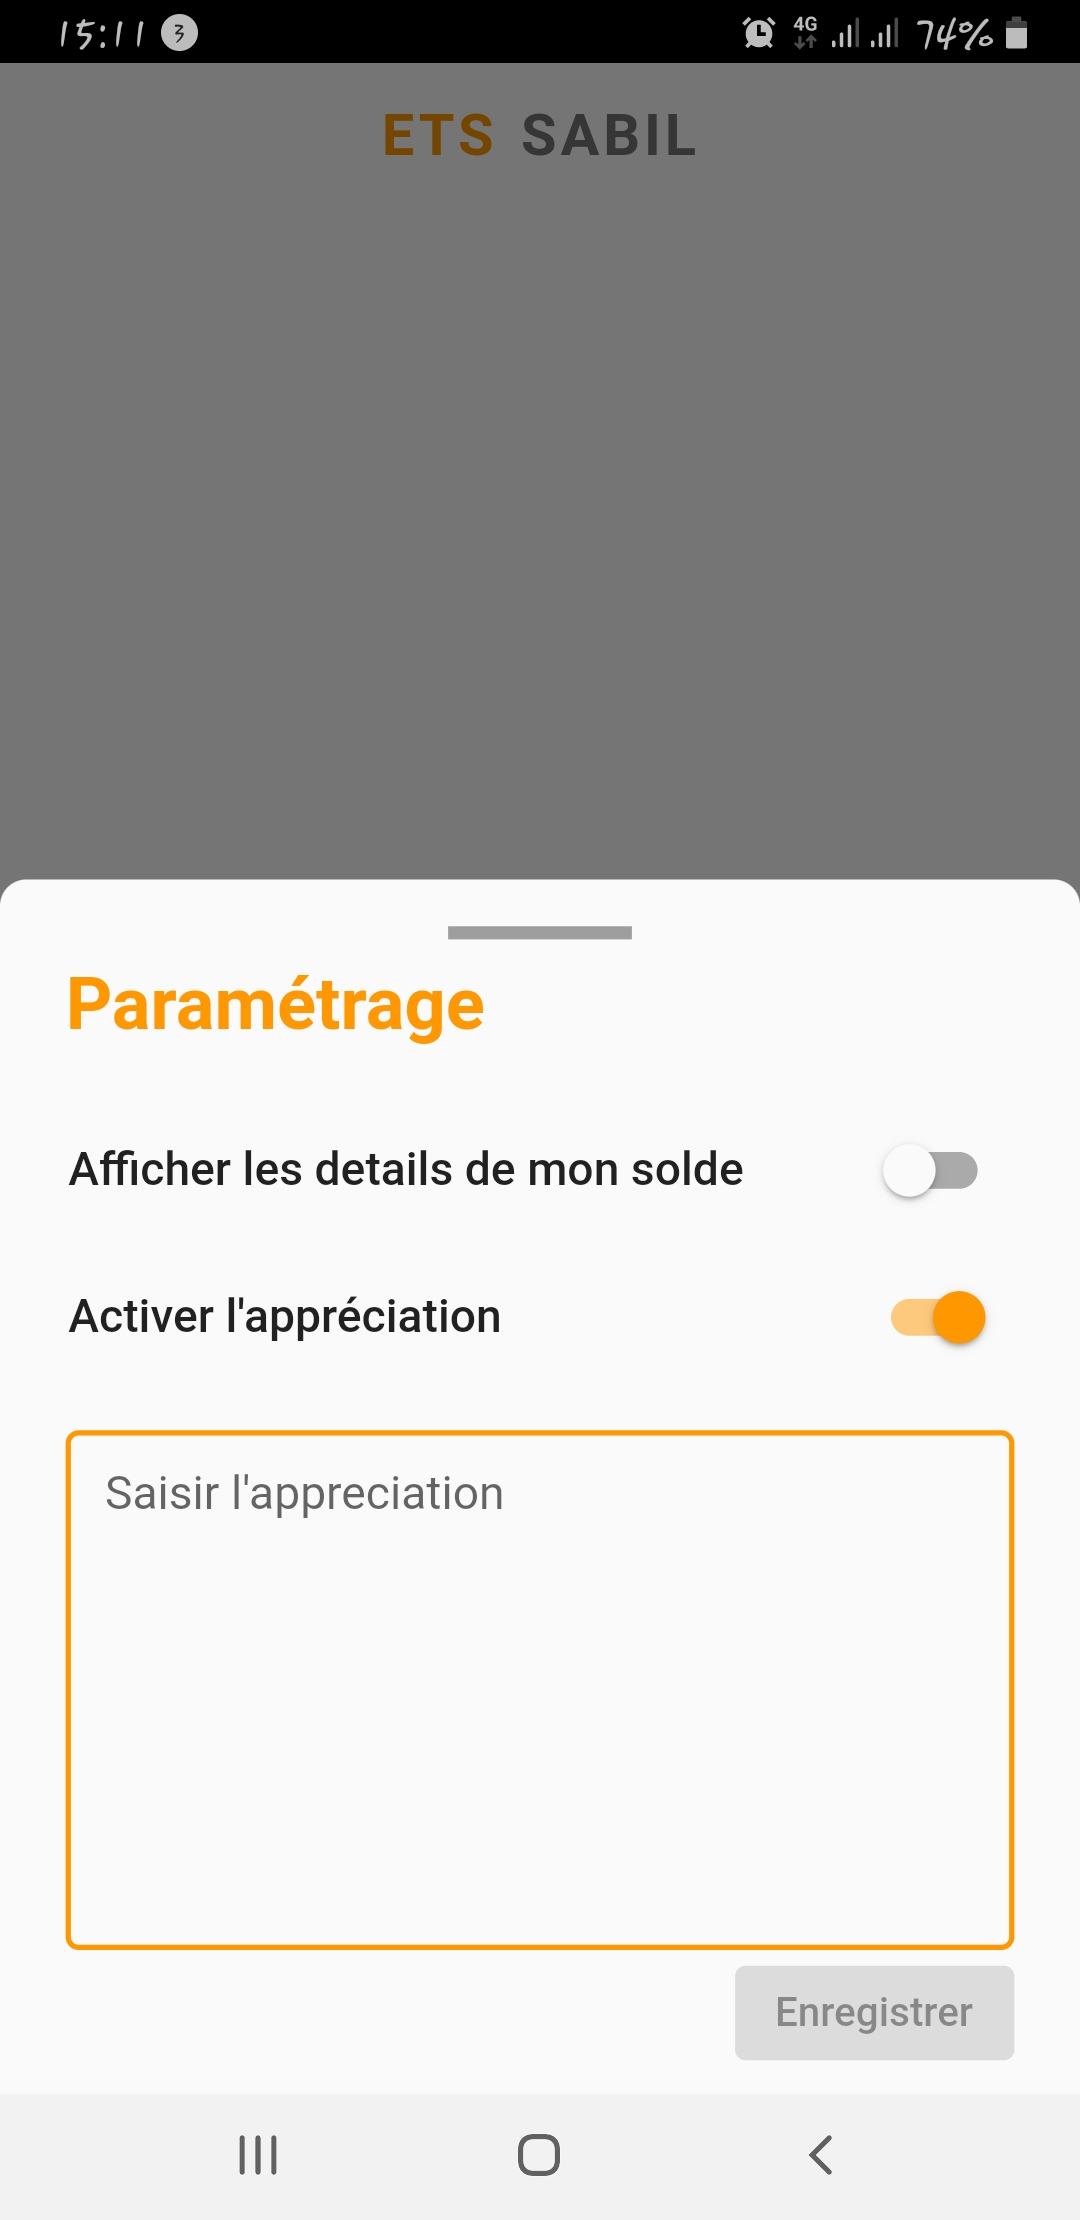 15:11 3 4G 74%
ETS SABIL
Paramétrage
Afficher les details de mon solde
Activer l'appréciation
Saisir l'appreciation
Enregistrer